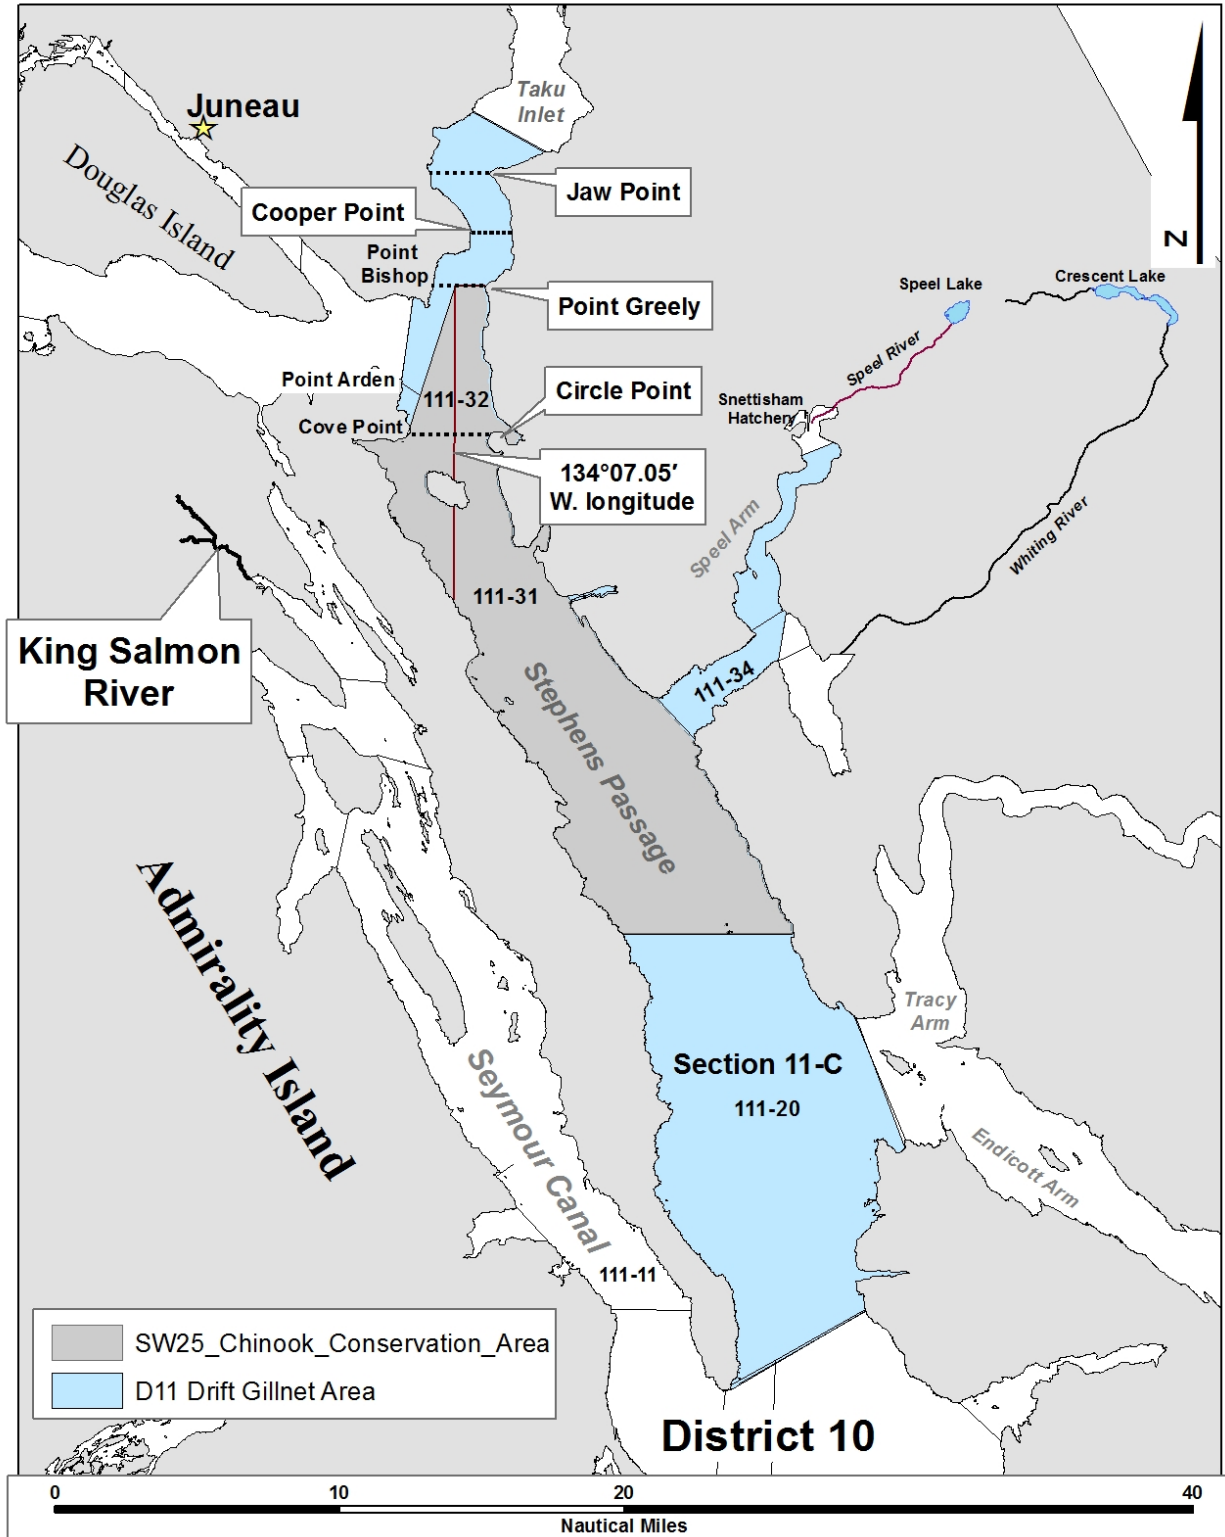 Taku
Inlet
Juneau
Douglas Island
Jaw Point
Cooper Point
Point
Bishop
N
Speel Lake
Crescent Lake
Point Greely
Speel River
Point Arden
Circle Point
111-32
Snettisham
Hatchery
Cove Point
134°07.05'
W. longitude
Speel Arm
Whiting River
111-31
King Salmon
River
111-34
Stephens Passage
Admirality Island
Tracy
Arm
Section 11-C
111-20
Seymour Canal
Endicott Arm
111-11
SW25_Chinook_Conservation_Area
D11 Drift Gillnet Area
District 10
0 10 20 40
Nautical Miles